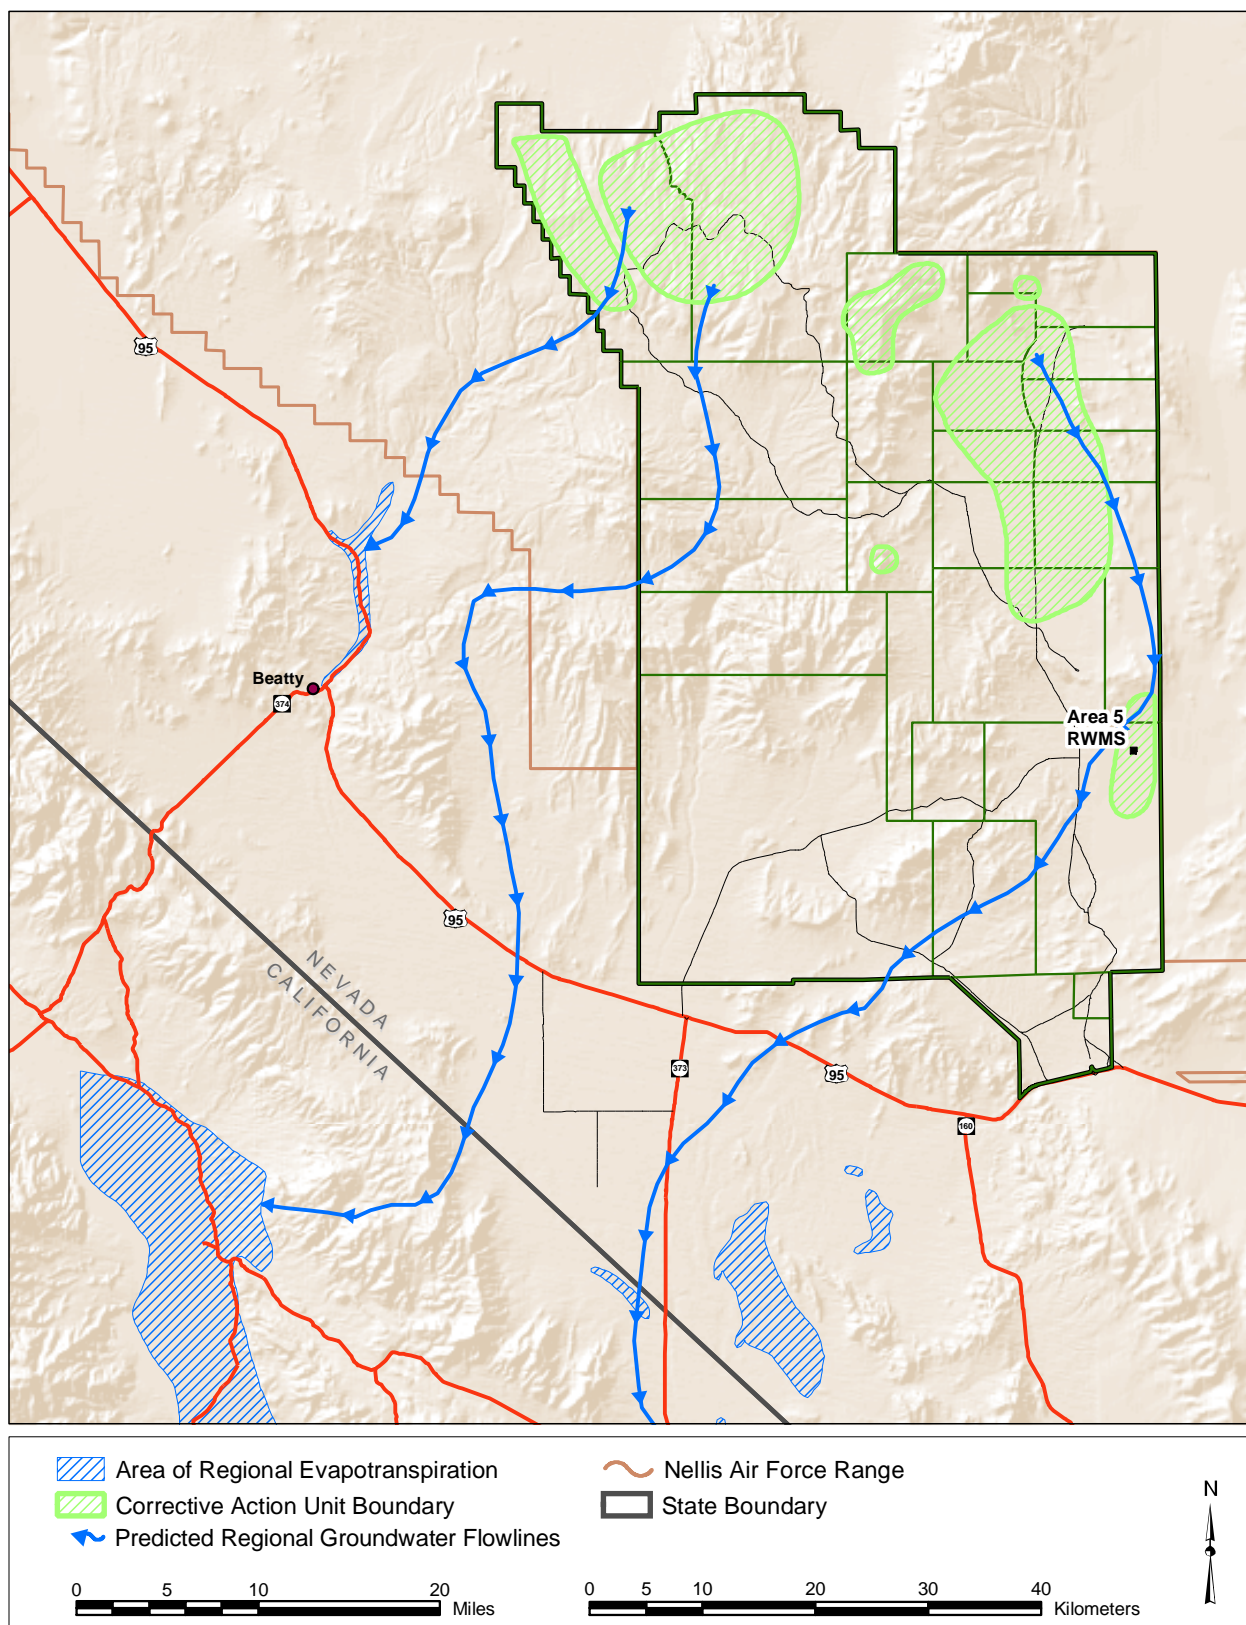 95
Beatty
374
Area 5
RWMS
95
NEVADA
CALIFORNIA
373
95
160
Area of Regional Evapotranspiration
Corrective Action Unit Boundary
Predicted Regional Groundwater Flowlines
Nellis Air Force Range
State Boundary
N
0 5 10 20 Miles
0 5 10 20 30 40 Kilometers